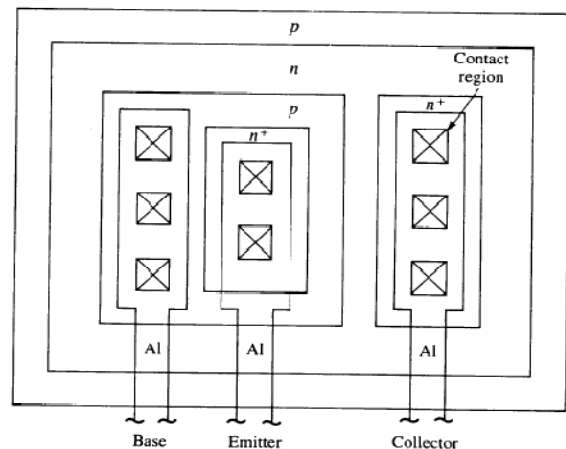 p
n
Contact
region
p
n+
n+
Al
Al
Al
Base
Emitter
Collector